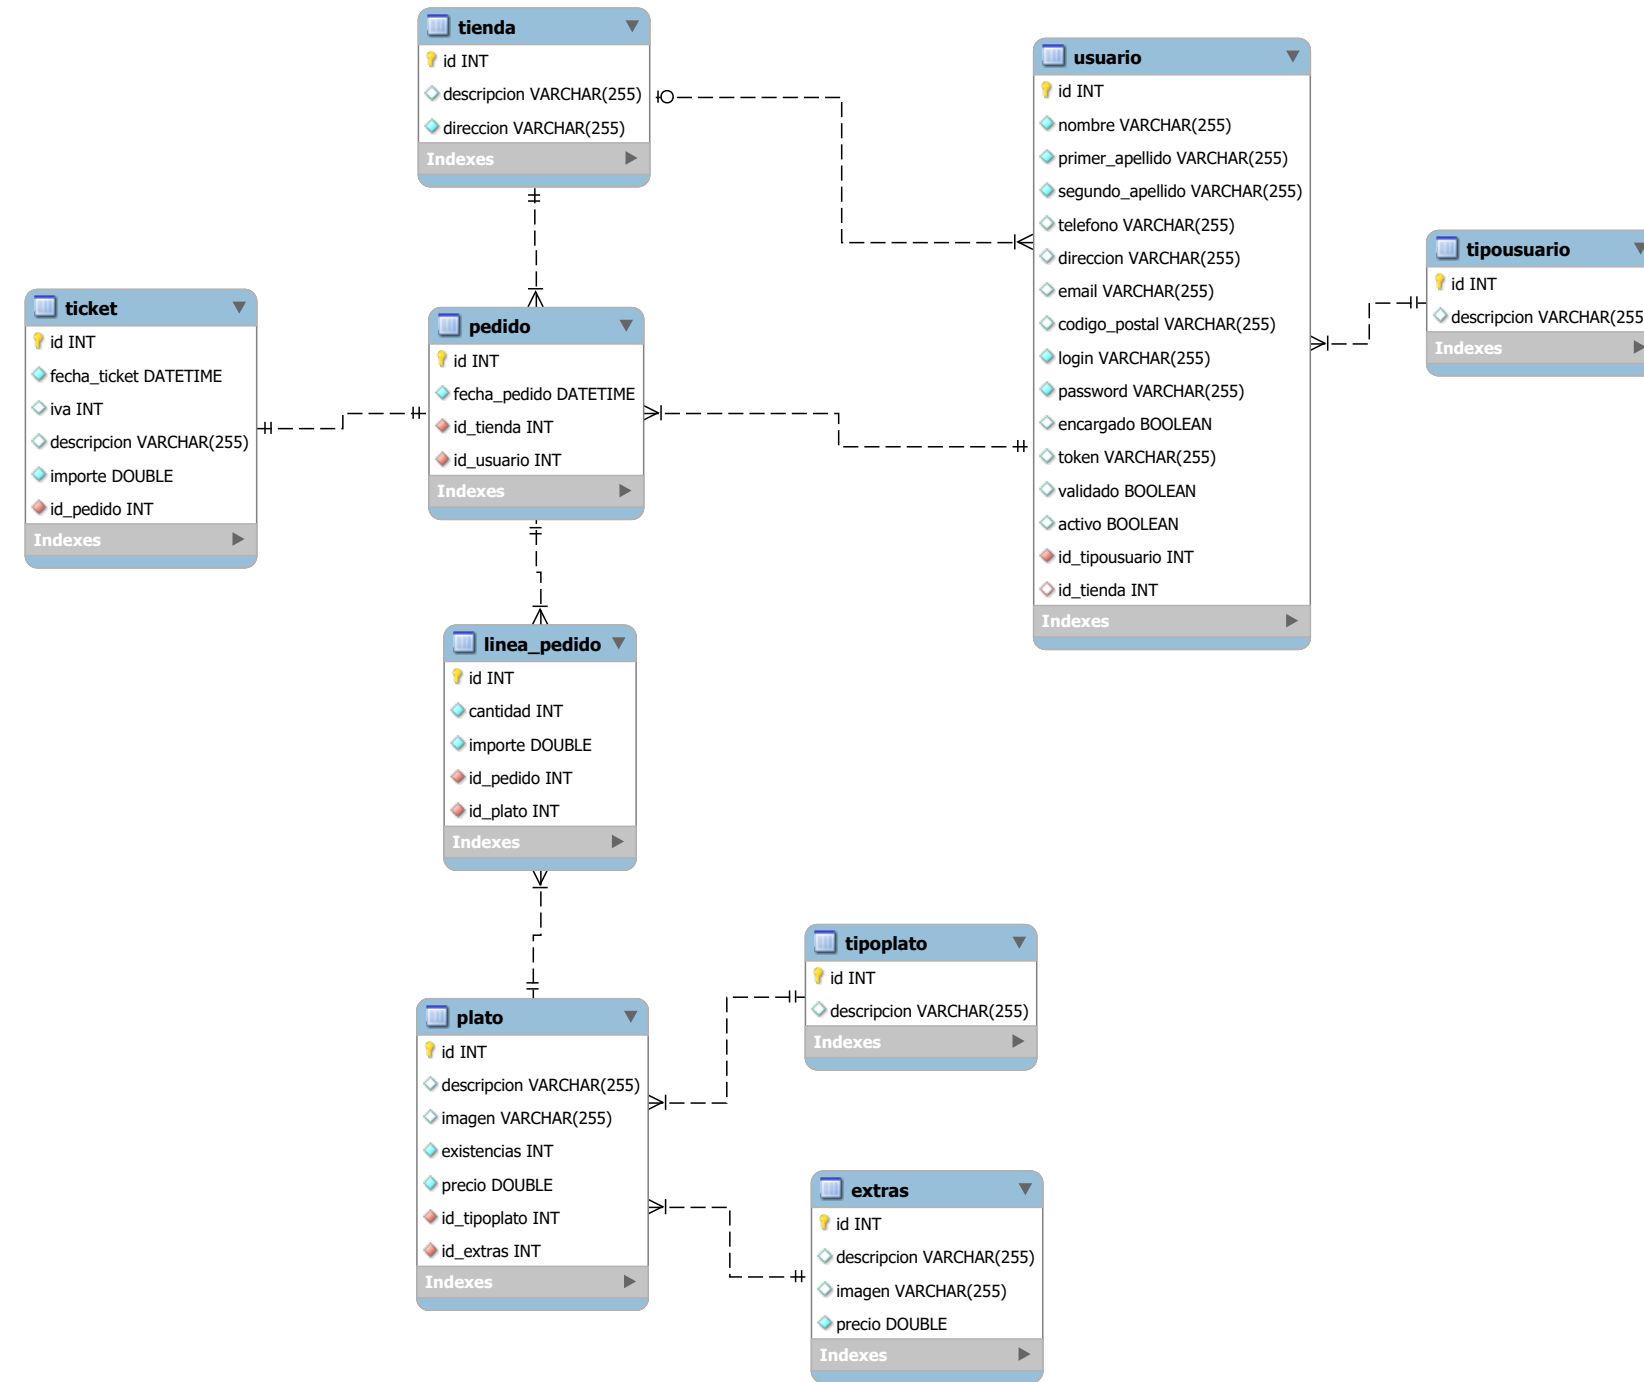 tienda
id INT
descripcion VARCHAR(255)
direccion VARCHAR(255)
Indexes
usuario
id INT
nombre VARCHAR(255)
primer_apellido VARCHAR(255)
segundo_apellido VARCHAR(255)
telefono VARCHAR(255)
direccion VARCHAR(255)
email VARCHAR(255)
codigo_postal VARCHAR(255)
login VARCHAR(255)
password VARCHAR(255)
encargado BOOLEAN
token VARCHAR(255)
validado BOOLEAN
activo BOOLEAN
id_tipousuario INT
id_tienda INT
Indexes
tipousuario
id INT
descripcion VARCHAR(255
Indexes
ticket
id INT
fecha_ticket DATETIME
iva INT
descripcion VARCHAR(255)
importe DOUBLE
id_pedido INT
Indexes
pedido
id INT
fecha_pedido DATETIME
id_tienda INT
id_usuario INT
Indexes
linea_pedido
id INT
cantidad INT
importe DOUBLE
id_pedido INT
id_plato INT
Indexes
tipoplato
id INT
descripcion VARCHAR(255)
Indexes
plato
id INT
descripcion VARCHAR(255)
imagen VARCHAR(255)
existencias INT
precio DOUBLE
id_tipoplato INT
id_extras INT
Indexes
extras
id INT
descripcion VARCHAR(255)
imagen VARCHAR(255)
precio DOUBLE
Indexes